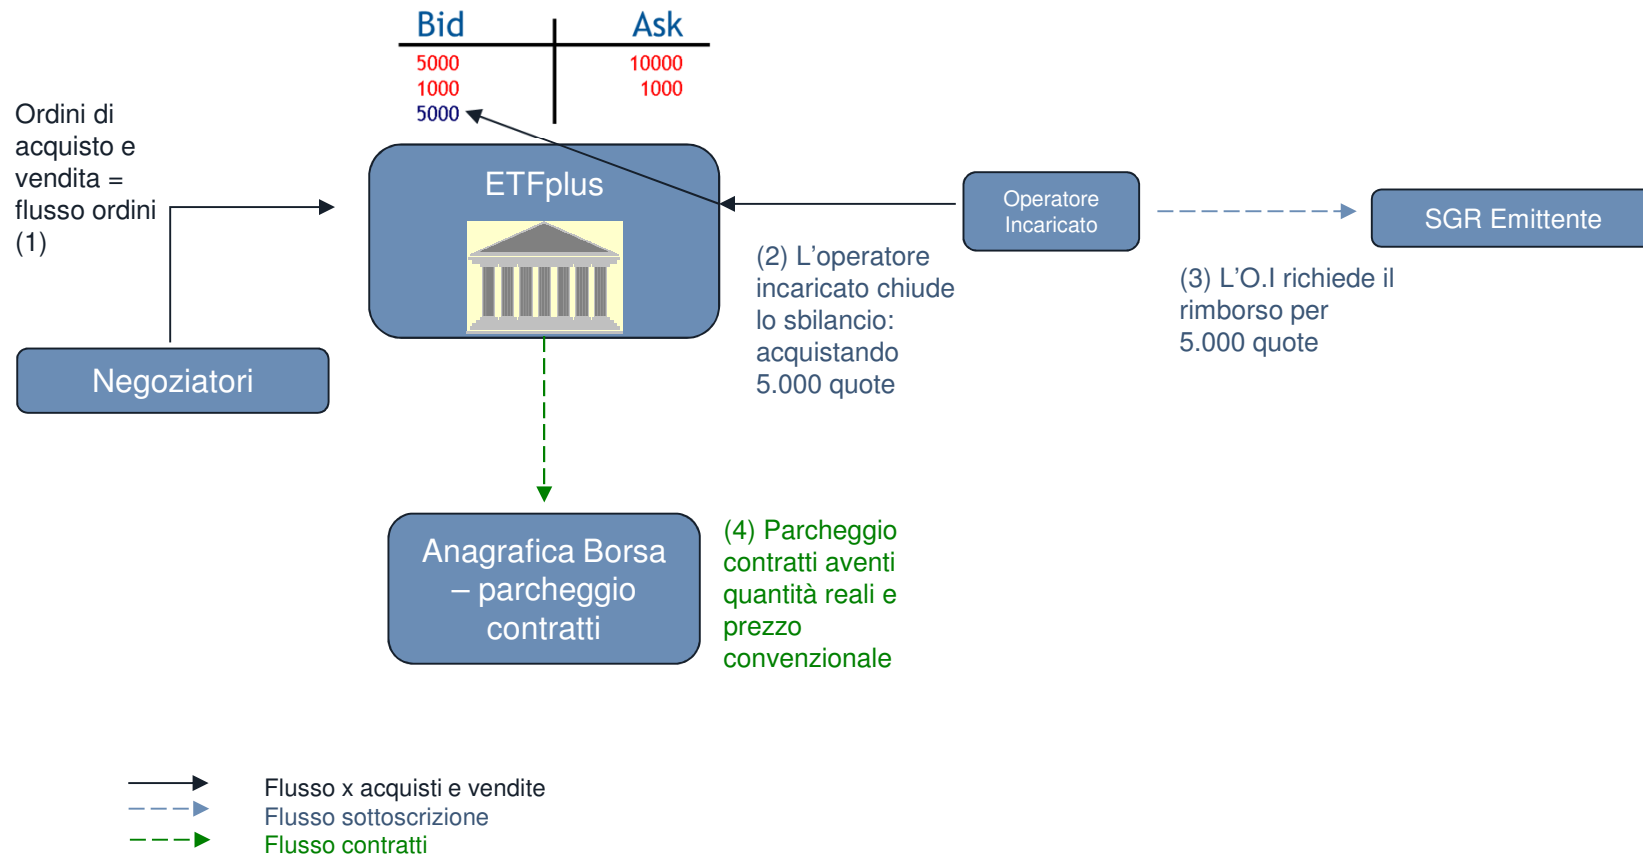 Bid Ask
5000 10000
1000 1000
5000
Ordini di
acquisto e
vendita =
flusso ordini
(1)
ETFplus
Operatore
Incaricato
SGR Emittente
(2) L’operatore
incaricato chiude
lo sbilancio:
acquistando
5.000 quote
(3) L’O.I richiede il
rimborso per
5.000 quote
Negoziatori
Anagrafica Borsa
– parcheggio
contratti
(4) Parcheggio
contratti aventi
quantità reali e
prezzo
convenzionale
Flusso x acquisti e vendite
Flusso sottoscrizione
Flusso contratti